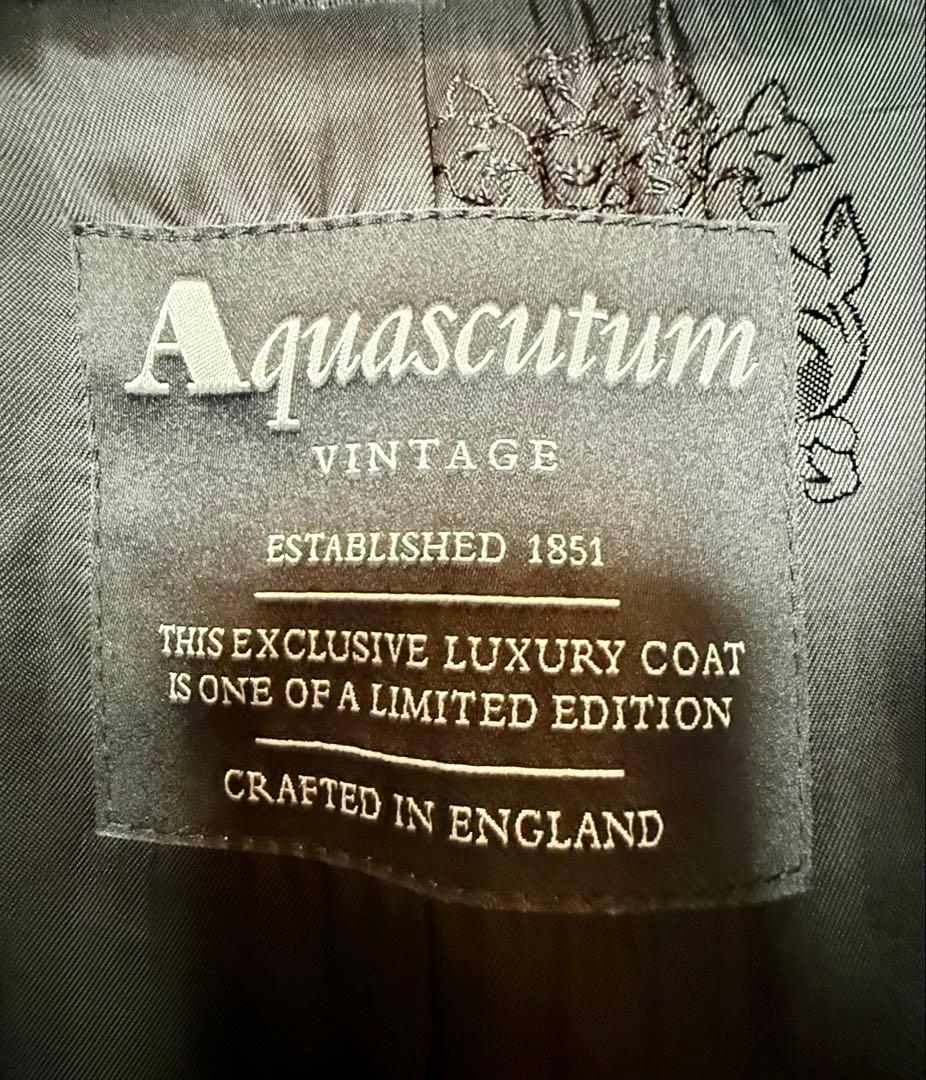 Aquascutum
VINTAGE
ESTABLISHED 1851
THIS EXCLUSIVE LUXURY COAT
IS ONE OF A LIMITED EDITION
CRAFTED IN ENGLAND